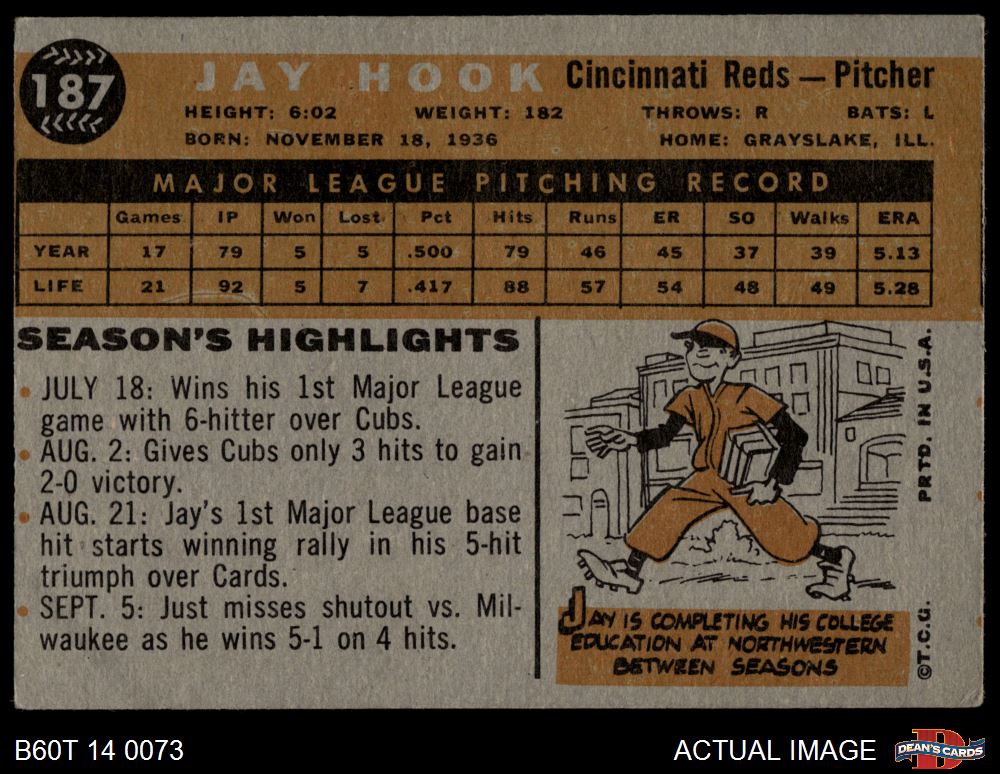 187
JAY HOOK Cincinnati Reds — Pitcher
HEIGHT: 6:02 WEIGHT: 182 THROWS: R BATS: L
BORN: NOVEMBER 18, 1936 HOME: GRAYSLAKE, ILL.
MAJOR LEAGUE PITCHING RECORD
Games IP Won Lost Pct Hits Runs ER SO Walks ERA
YEAR 17 79 5 5 .500 79 46 45 37 39 5.13
LIFE 21 92 5 7 .417 88 57 54 48 49 5.28
SEASON'S HIGHLIGHTS
• JULY 18: Wins his 1st Major League
game with 6-hitter over Cubs.
• AUG. 2: Gives Cubs only 3 hits to gain
2-0 victory.
• AUG. 21: Jay's 1st Major League base
hit starts winning rally in his 5-hit
triumph over Cards.
• SEPT. 5: Just misses shutout vs. Mil-
waukee as he wins 5-1 on 4 hits.
JAY IS COMPLETING HIS COLLEGE
EDUCATION AT NORTHWESTERN
BETWEEN SEASONS
©T.C.G. PRTD. IN U.S.A.
B60T 14 0073 ACTUAL IMAGE DEAN'S CARDS